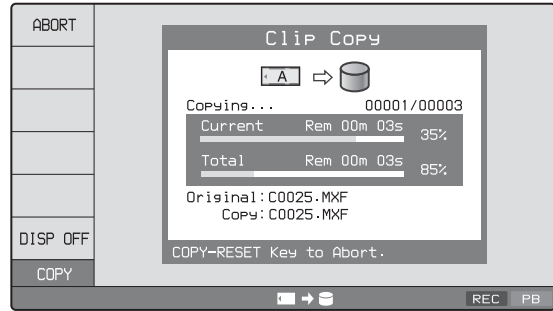 ABORT
Clip Copy
A
Copying... 00001/00003
Current Rem 00m 03s 35%
Total Rem 00m 03s 85%
Original:C0025.MXF
Copy:C0025.MXF
DISP OFF
COPY-RESET Key to Abort.
COPY
REC PB